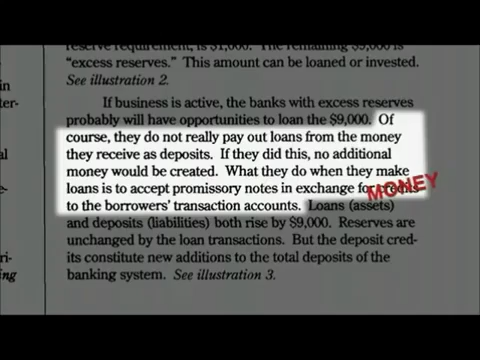 reserve requirement, is $1,000. The remaining $9,000 is
"excess reserves." This amount can be loaned or invested.
See illustration 2.
If business is active, the banks with excess reserves
probably will have opportunities to loan the $9,000. Of
course, they do not really pay out loans from the money
they receive as deposits. If they did this, no additional
money would be created. What they do when they make
loans is to accept promissory notes in exchange for credits
MONEY
to the borrowers' transaction accounts. Loans (assets)
and deposits (liabilities) both rise by $9,000. Reserves are
unchanged by the loan transactions. But the deposit cred-
its constitute new additions to the total deposits of the
banking system. See illustration 3.